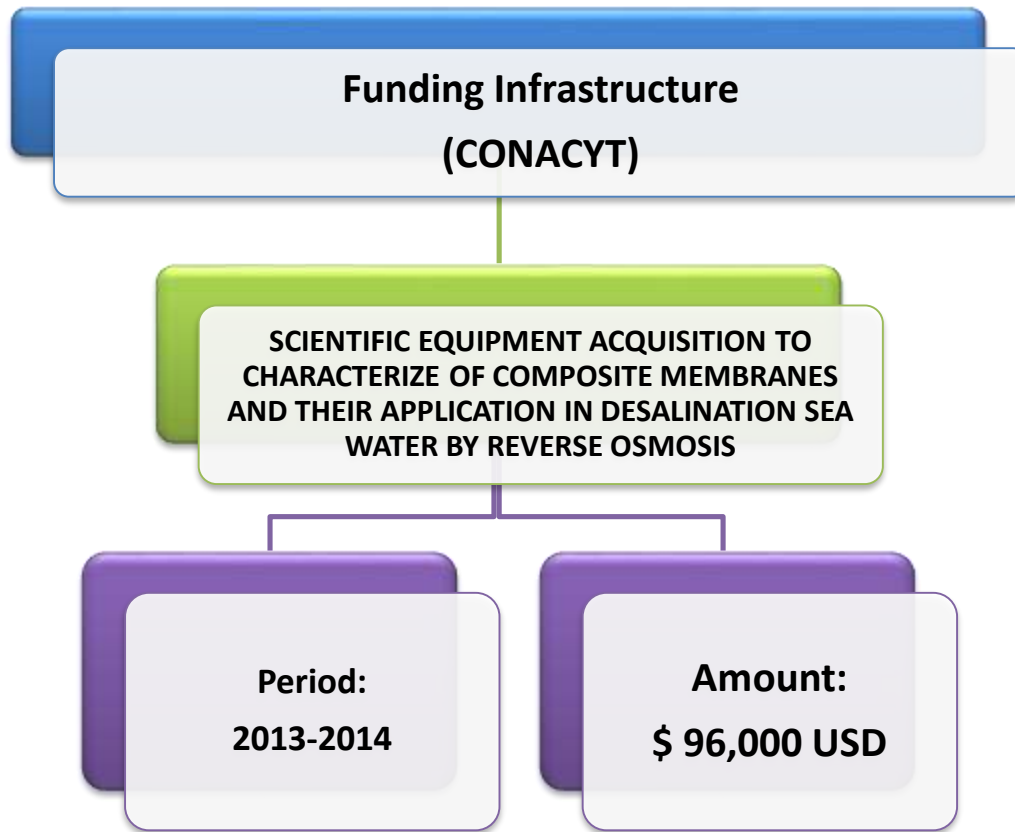 Funding Infrastructure
(CONACYT)
SCIENTIFIC EQUIPMENT ACQUISITION TO
CHARACTERIZE OF COMPOSITE MEMBRANES
AND THEIR APPLICATION IN DESALINATION SEA
WATER BY REVERSE OSMOSIS
Period:
2013-2014
Amount:
$ 96,000 USD